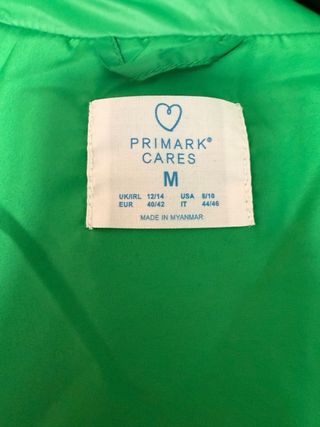 PRIMARK®
CARES
M
UK/IRL 12/14 USA 8/10
EUR 40/42 IT 44/46
MADE IN MYANMAR